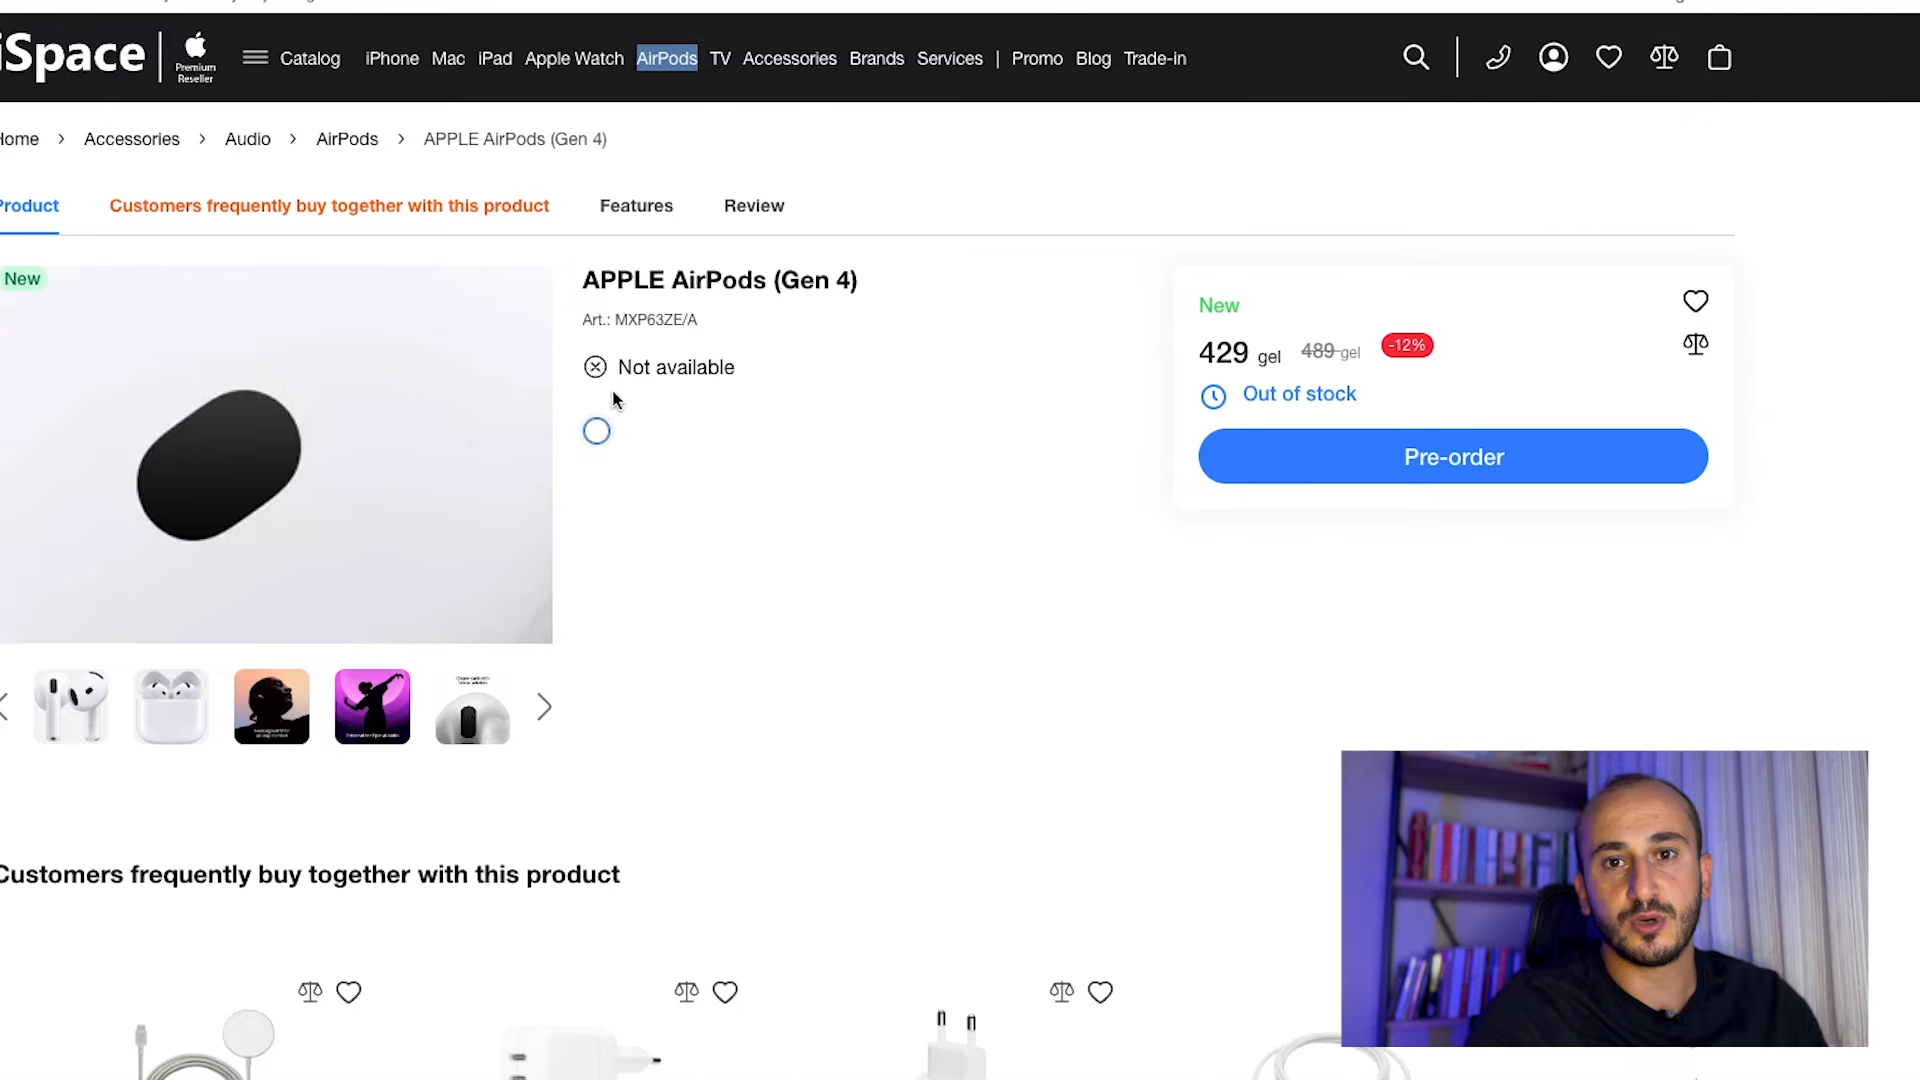 iSpace
Premium
Reseller
Catalog
iPhone Mac iPad Apple Watch AirPods TV Accessories Brands Services | Promo Blog Trade-in
Home > Accessories > Audio > AirPods > APPLE AirPods (Gen 4)
Product
Customers frequently buy together with this product
Features
Review
New
APPLE AirPods (Gen 4)
Art.: MXP63ZE/A
Not available
New
429 gel 489 gel -12%
Out of stock
Pre-order
Customers frequently buy together with this product